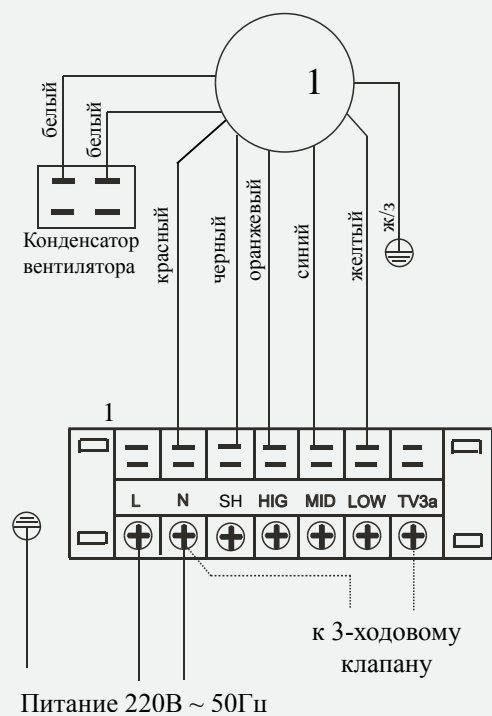 1
белый
белый
Конденсатор
вентилятора
красный
черный
оранжевый
синий
желтый
ж/з
1
L N SH HIG MID LOW TV3a
к 3-ходовому
клапану
Питание 220В ~ 50Гц